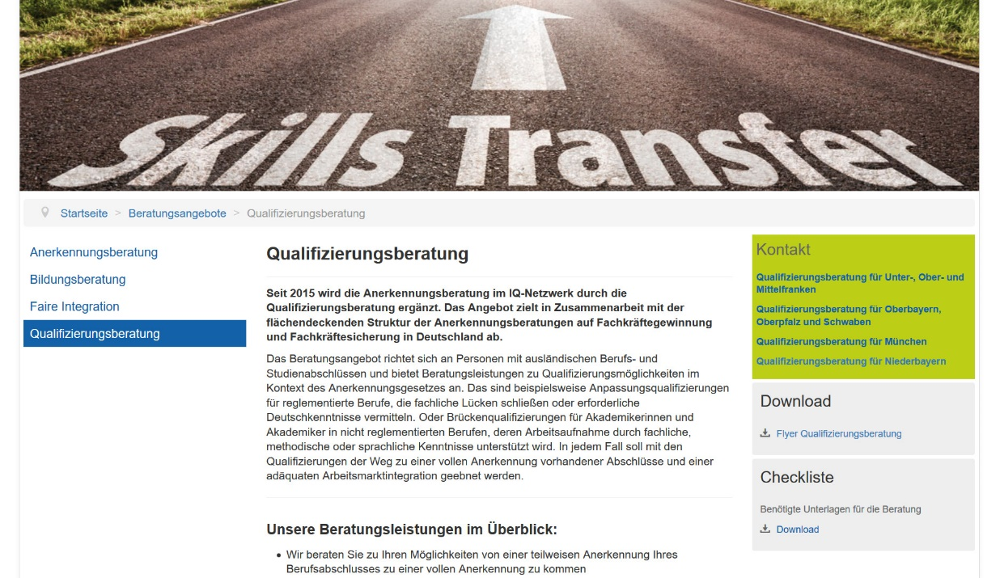 Skills Transfer
Startseite > Beratungsangebote > Qualifizierungsberatung
Anerkennungsberatung
Bildungsberatung
Faire Integration
Qualifizierungsberatung
Qualifizierungsberatung
Seit 2015 wird die Anerkennungsberatung im IQ-Netzwerk durch die
Qualifizierungsberatung ergänzt. Das Angebot zielt in Zusammenarbeit mit der
flächendeckenden Struktur der Anerkennungsberatungen auf Fachkräftegewinnung
und Fachkräftesicherung in Deutschland ab.
Das Beratungsangebot richtet sich an Personen mit ausländischen Berufs- und
Studienabschlüssen und bietet Beratungsleistungen zu Qualifizierungsmöglichkeiten im
Kontext des Anerkennungsgesetzes an. Das sind beispielsweise Anpassungsqualifizierungen
für reglementierte Berufe, die fachliche Lücken schließen oder erforderliche
Deutschkenntnisse vermitteln. Oder Brückenqualifizierungen für Akademikerinnen und
Akademiker in nicht reglementierten Berufen, deren Arbeitsaufnahme durch fachliche,
methodische oder sprachliche Kenntnisse unterstützt wird. In jedem Fall soll mit den
Qualifizierungen der Weg zu einer vollen Anerkennung vorhandener Abschlüsse und einer
adäquaten Arbeitsmarktintegration geebnet werden.
Unsere Beratungsleistungen im Überblick:
• Wir beraten Sie zu Ihren Möglichkeiten von einer teilweisen Anerkennung Ihres
Berufsabschlusses zu einer vollen Anerkennung zu kommen
Kontakt
Qualifizierungsberatung für Unter-, Ober- und
Mittelfranken
Qualifizierungsberatung für Oberbayern,
Oberpfalz und Schwaben
Qualifizierungsberatung für München
Qualifizierungsberatung für Niederbayern
Download
Flyer Qualifizierungsberatung
Checkliste
Benötigte Unterlagen für die Beratung
Download